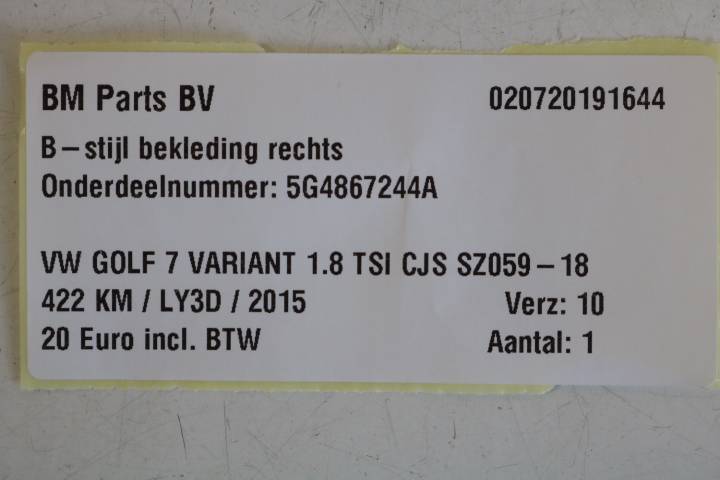 BM Parts BV 020720191644
B-stijl bekleding rechts
Onderdeelnummer: 5G4867244A
VW GOLF 7 VARIANT 1.8 TSI CJS SZ059-18
422 KM / LY3D / 2015 Verz: 10
20 Euro incl. BTW Aantal: 1